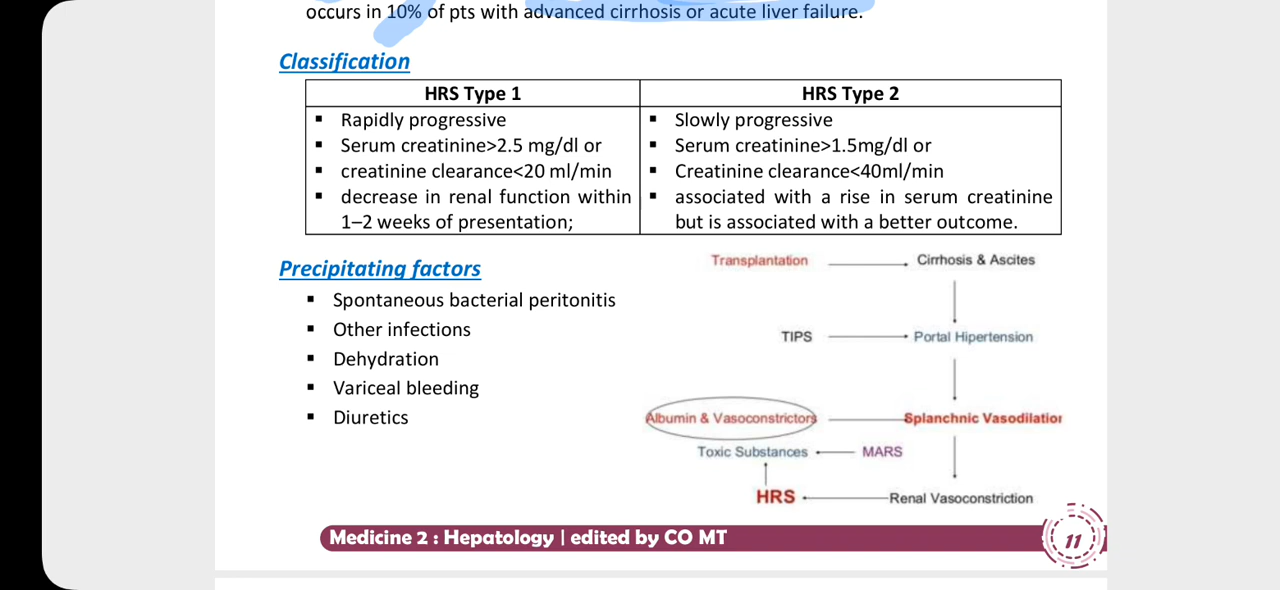 occurs in 10% of pts with advanced cirrhosis or acute liver failure.
Classification
HRS Type 1
▪ Rapidly progressive
▪ Serum creatinine>2.5 mg/dl or
▪ creatinine clearance<20 ml/min
▪ decrease in renal function within
1–2 weeks of presentation;
HRS Type 2
▪ Slowly progressive
▪ Serum creatinine>1.5mg/dl or
▪ Creatinine clearance<40ml/min
▪ associated with a rise in serum creatinine
but is associated with a better outcome.
Precipitating factors
▪ Spontaneous bacterial peritonitis
▪ Other infections
▪ Dehydration
▪ Variceal bleeding
▪ Diuretics
Transplantation
Cirrhosis & Ascites
TIPS
Portal Hipertension
Albumin & Vasoconstrictors
Splanchnic Vasodilation
Toxic Substances
MARS
HRS
Renal Vasoconstriction
Medicine 2 : Hepatology | edited by CO MT
11